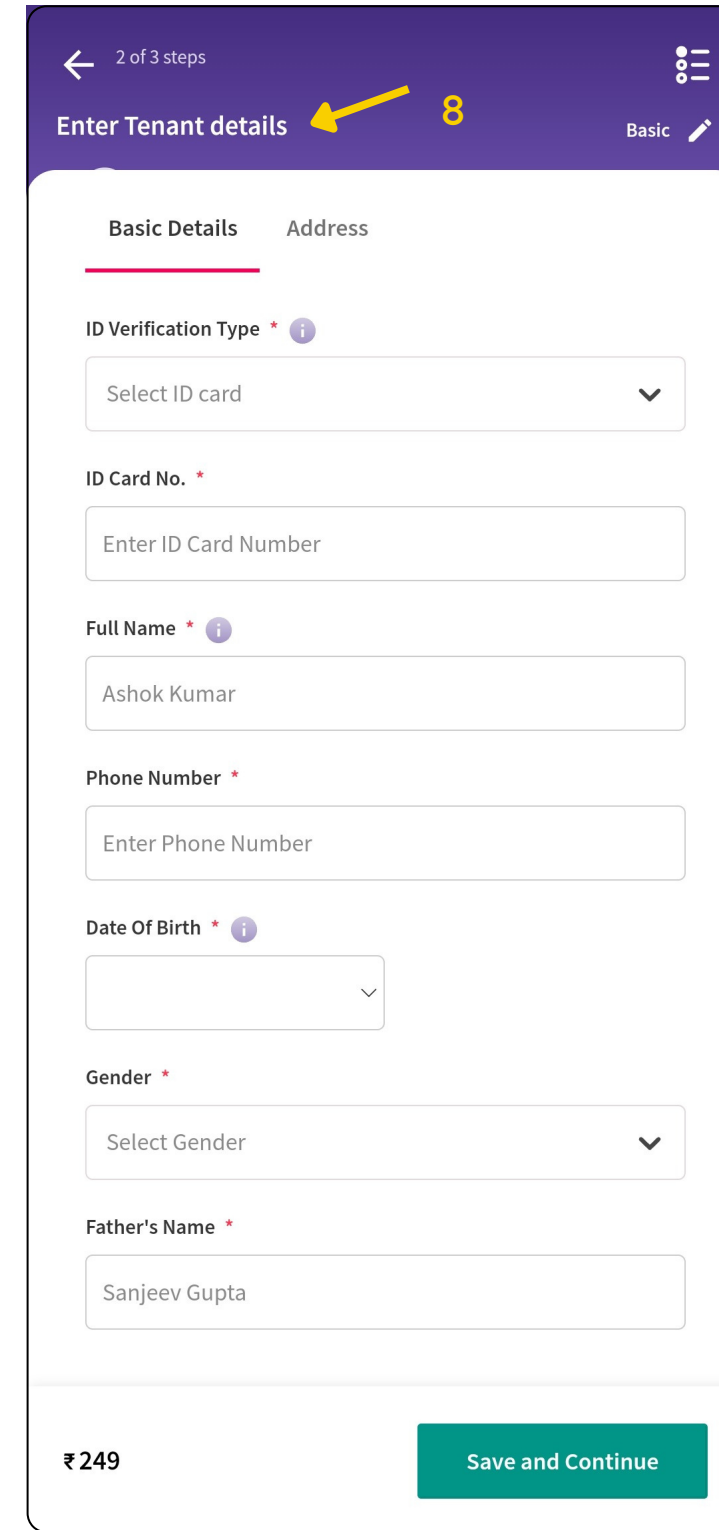 2 of 3 steps
Enter Tenant details
8
Basic
Basic Details
Address
ID Verification Type *
i
Select ID card
ID Card No. *
Enter ID Card Number
Full Name *
i
Ashok Kumar
Phone Number *
Enter Phone Number
Date Of Birth *
i
Gender *
Select Gender
Father's Name *
Sanjeev Gupta
₹249
Save and Continue